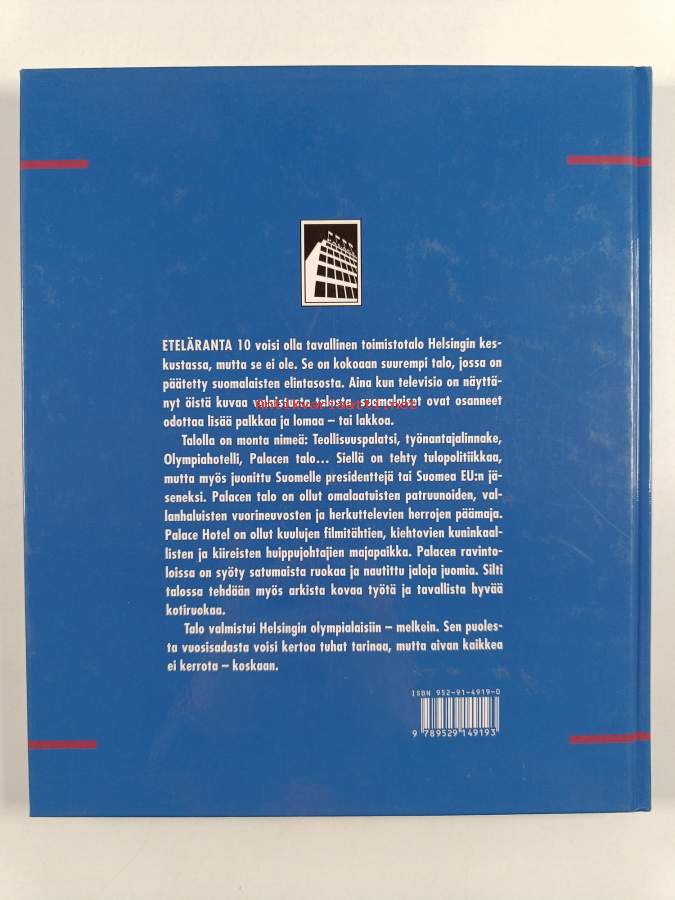 PALACE
ETELÄRANTA 10 voisi olla tavallinen toimistotalo Helsingin kes-
kustassa, mutta se ei ole. Se on kokoaan suurempi talo, jossa on
päätetty suomalaisten elintasosta. Aina kun televisio on näyttä-
nyt öistä kuvaa valaistusta talosta, suomalaiset ovat osanneet
Antikvariaatti.net
odottaa lisää palkkaa ja lomaa – tai lakkoa.
Talolla on monta nimeä: Teollisuuspalatsi, työnantajalinnake,
Olympiahotelli, Palacen talo... Siellä on tehty tulopolitiikkaa,
mutta myös juonittu Suomelle presidenttejä tai Suomea EU:n jä-
seneksi. Palacen talo on ollut omalaatuisten patruunoiden, val-
lanhaluisten vuorineuvosten ja herkuttelevien herrojen päämaja.
Palace Hotel on ollut kuulujen filmitähtien, kiehtovien kuninkaal-
listen ja kiireisten huippujohtajien majapaikka. Palacen ravinto-
loissa on syöty satumaista ruokaa ja nautittu jaloja juomia. Silti
talossa tehdään myös arkista kovaa työtä ja tavallista hyvää
kotiruokaa.
Talo valmistui Helsingin olympialaisiin – melkein. Sen puoles-
ta vuosisadasta voisi kertoa tuhat tarinaa, mutta aivan kaikkea
ei kerrota – koskaan.
ISBN 952-91-4919-0
9 789529 149193